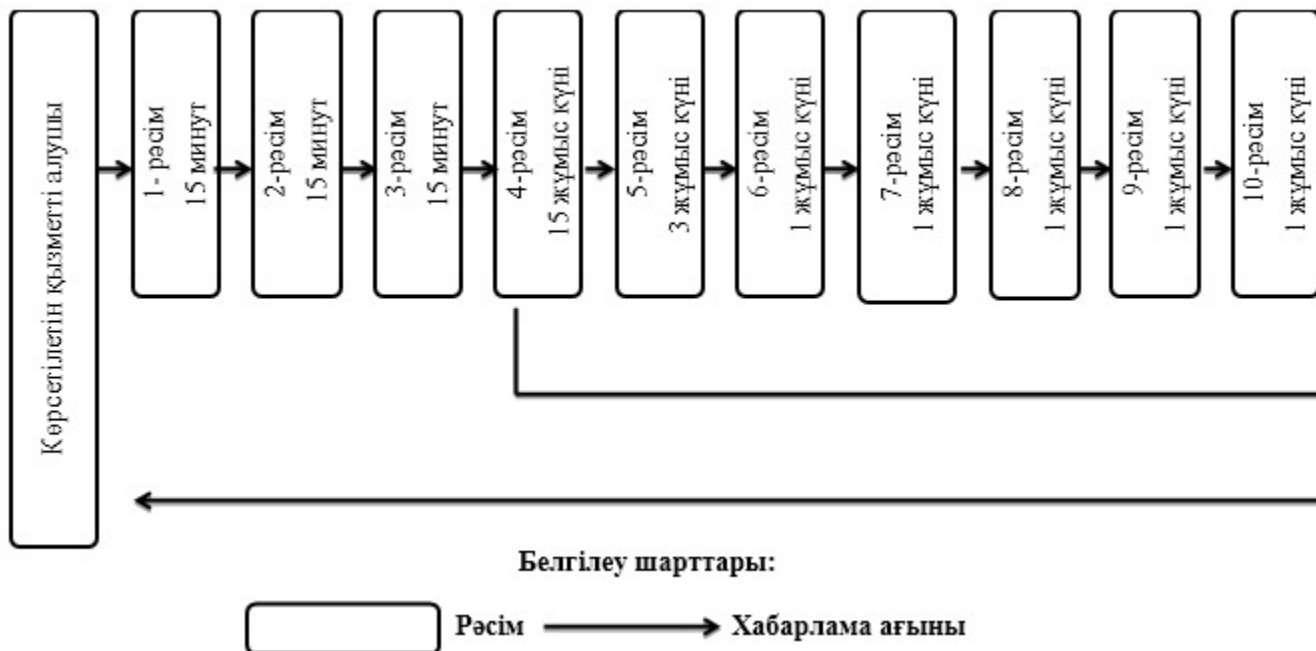 Көрсетілетін қызметті алушы
1- рәсім
15 минут
2-рәсім
15 минут
3-рәсім
15 минут
4-рәсім
15 жұмыс күні
5-рәсім
3 жұмыс күні
6-рәсім
1 жұмыс күні
7-рәсім
1 жұмыс күні
8-рәсім
1 жұмыс күні
9-рәсім
1 жұмыс күні
10-рәсім
1 жұмыс күні
Белгілеу шарттары:
Рәсім
Хабарлама ағыны